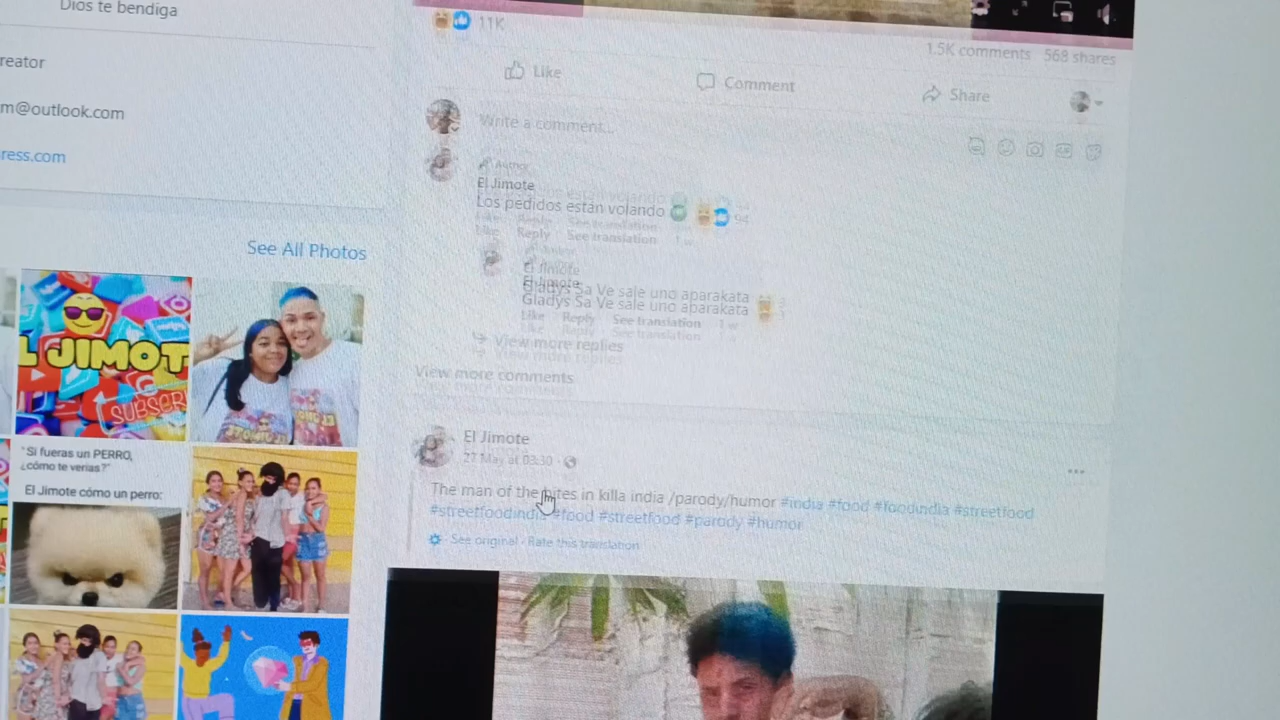 Dios te bendiga
reator
m@outlook.com
ress.com
See All Photos
L JIMOT
SUBSCR
"Si fueras un PERRO,
¿cómo te verías?"
El Jimote cómo un perro:
11K
1.5K comments 568 shares
Like Comment Share
Write a comment...
Author
El Jimote
Los pedidos están volando 94
Like Reply See translation 1 w
El Jimote
Gladys Sa Ve sale uno aparakata
Like Reply See translation 1 w
View more replies
View more comments
El Jimote
27 May at 03:30
The man of the bites in killa india /parody/humor #india #food #foodindia #streetfood
#streetfoodindia #food #streetfood #parody #humor
See original · Rate this translation